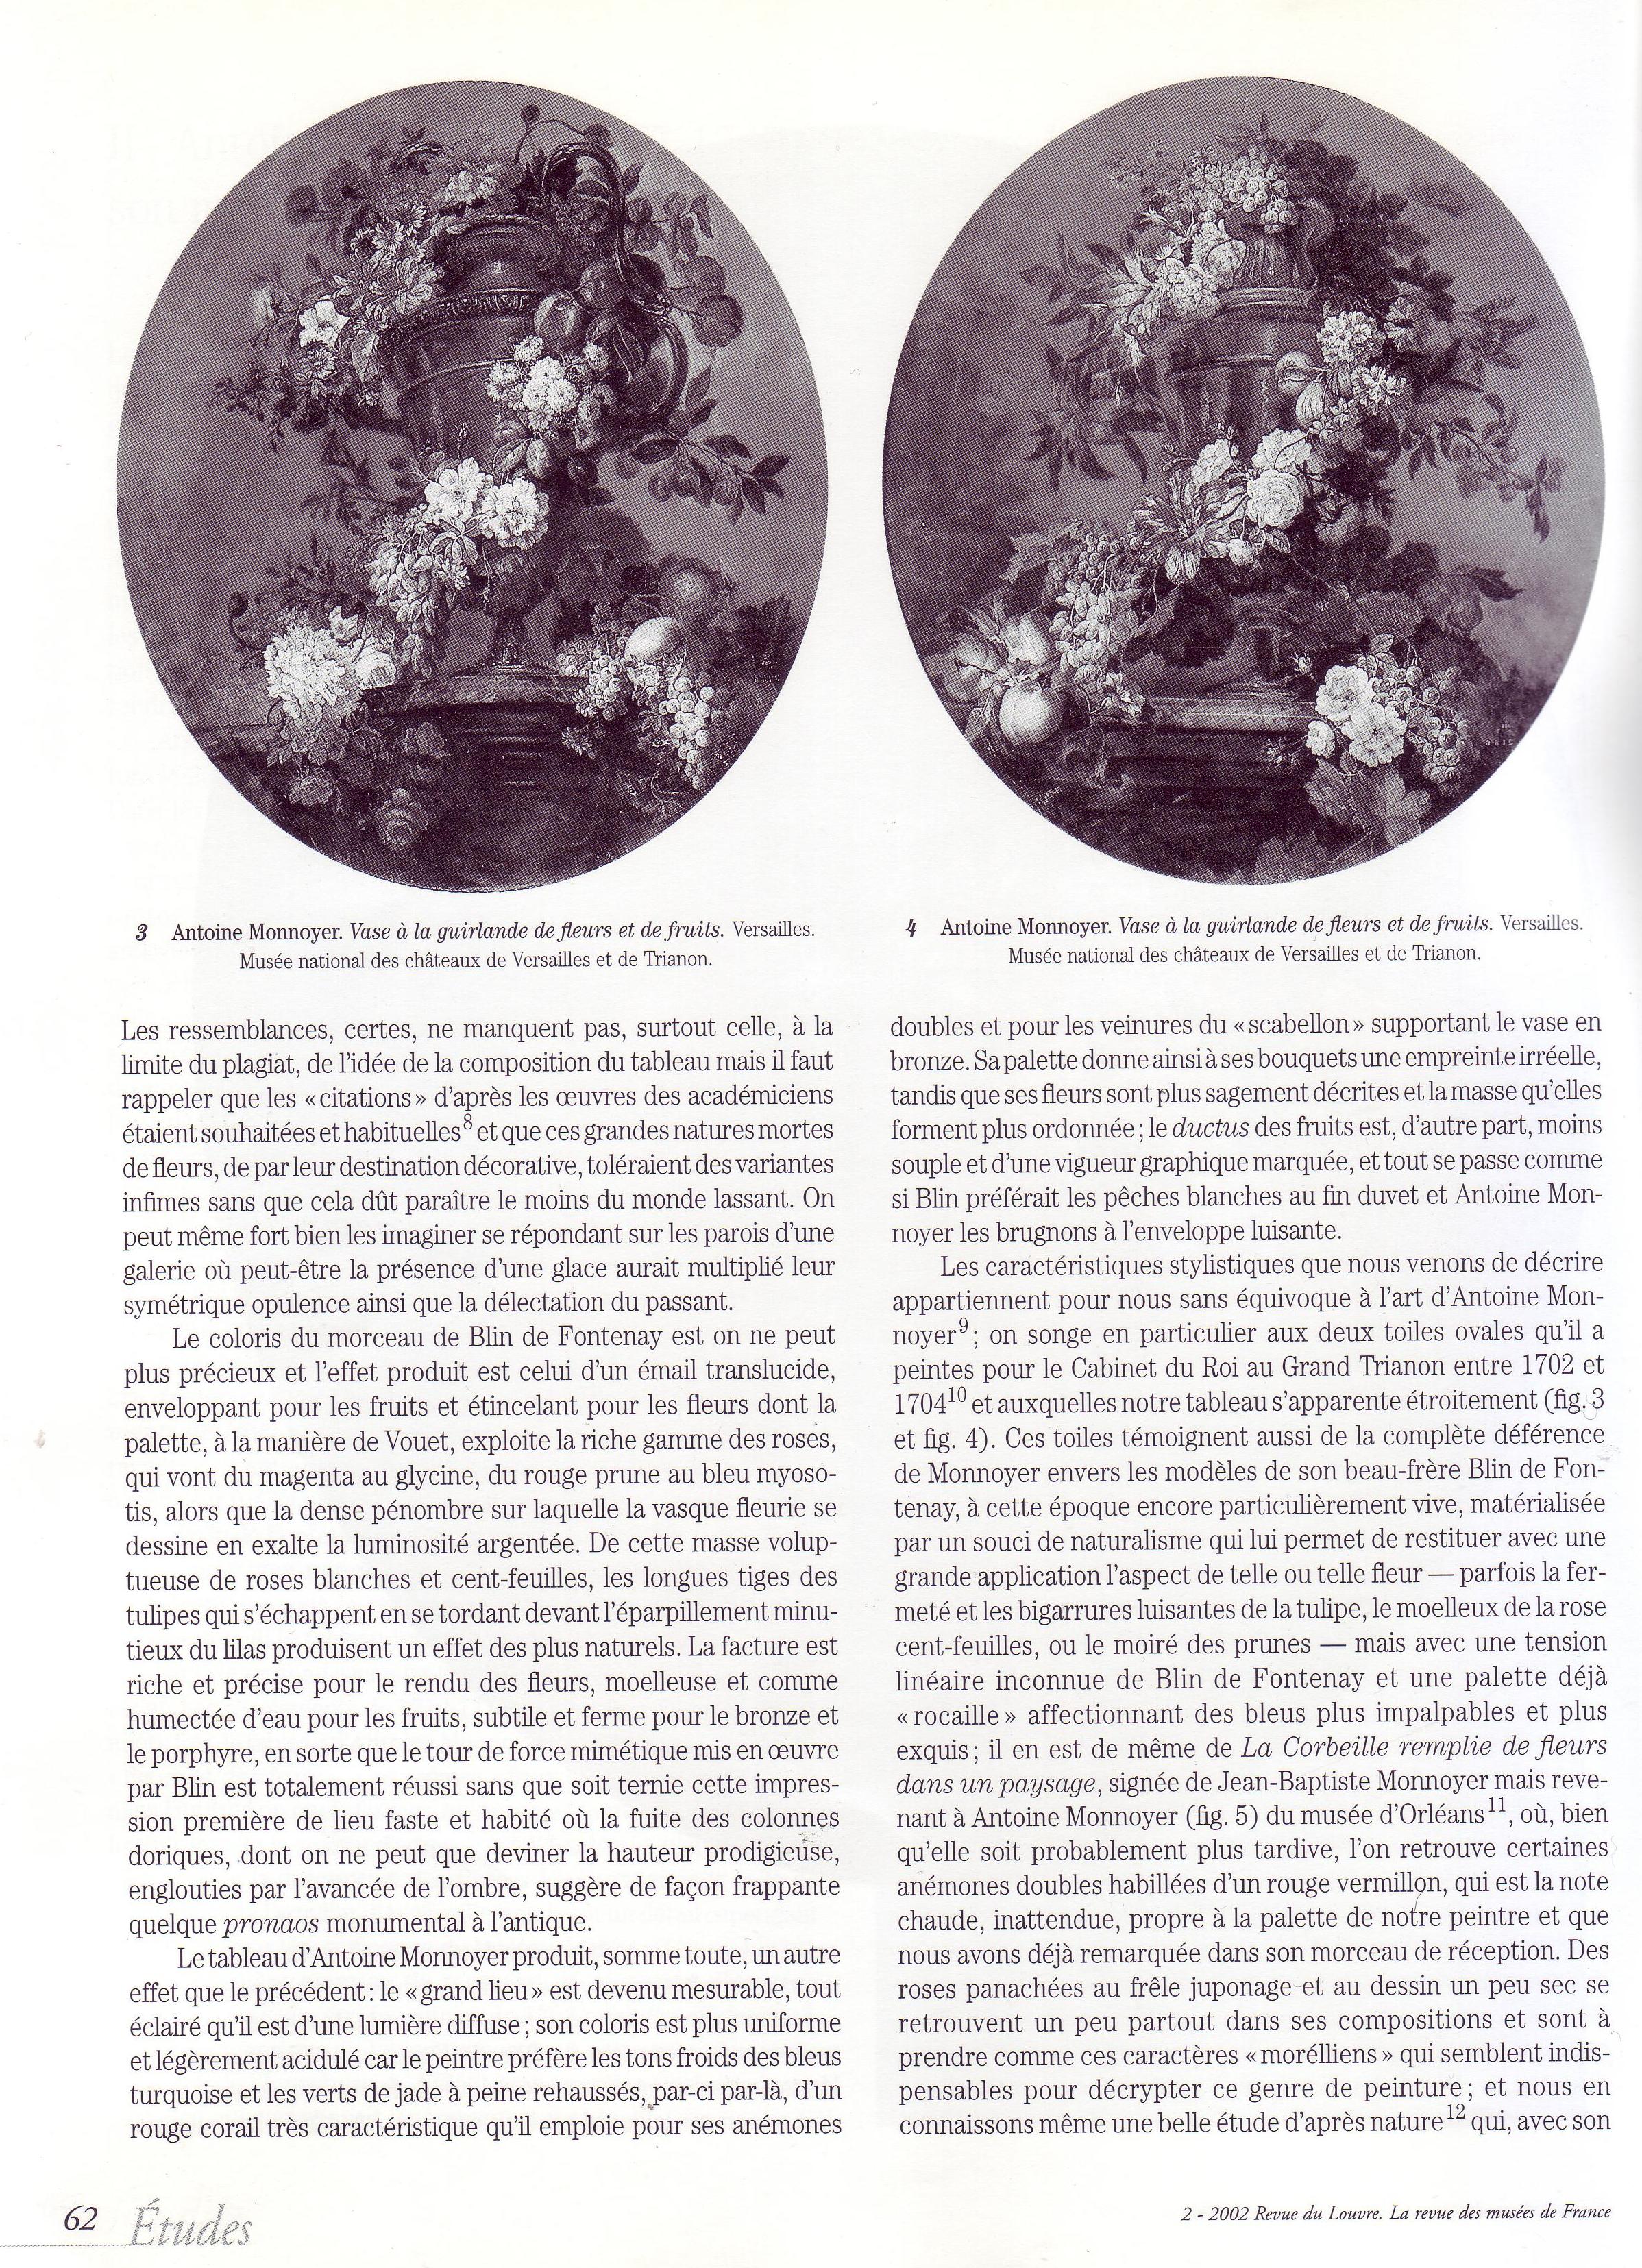 3 Antoine Monnoyer. Vase à la guirlande de fleurs et de fruits. Versailles.
Musée national des châteaux de Versailles et de Trianon.
4 Antoine Monnoyer. Vase à la guirlande de fleurs et de fruits. Versailles.
Musée national des châteaux de Versailles et de Trianon.
Les ressemblances, certes, ne manquent pas, surtout celle, à la
limite du plagiat, de l'idée de la composition du tableau mais il faut
rappeler que les « citations » d'après les œuvres des académiciens
étaient souhaitées et habituelles⁸ et que ces grandes natures mortes
de fleurs, de par leur destination décorative, toléraient des variantes
infimes sans que cela dût paraître le moins du monde lassant. On
peut même fort bien les imaginer se répondant sur les parois d'une
galerie où peut-être la présence d'une glace aurait multiplié leur
symétrique opulence ainsi que la délectation du passant.
Le coloris du morceau de Blin de Fontenay est on ne peut
plus précieux et l'effet produit est celui d'un émail translucide,
enveloppant pour les fruits et étincelant pour les fleurs dont la
palette, à la manière de Vouet, exploite la riche gamme des roses,
qui vont du magenta au glycine, du rouge prune au bleu myoso-
tis, alors que la dense pénombre sur laquelle la vasque fleurie se
dessine en exalte la luminosité argentée. De cette masse volup-
tueuse de roses blanches et cent-feuilles, les longues tiges des
tulipes qui s'échappent en se tordant devant l'éparpillement minu-
tieux du lilas produisent un effet des plus naturels. La facture est
riche et précise pour le rendu des fleurs, moelleuse et comme
humectée d'eau pour les fruits, subtile et ferme pour le bronze et
le porphyre, en sorte que le tour de force mimétique mis en œuvre
par Blin est totalement réussi sans que soit ternie cette impres-
sion première de lieu faste et habité où la fuite des colonnes
doriques, dont on ne peut que deviner la hauteur prodigieuse,
englouties par l'avancée de l'ombre, suggère de façon frappante
quelque pronaos monumental à l'antique.
Le tableau d'Antoine Monnoyer produit, somme toute, un autre
effet que le précédent : le « grand lieu » est devenu mesurable, tout
éclairé qu'il est d'une lumière diffuse ; son coloris est plus uniforme
et légèrement acidulé car le peintre préfère les tons froids des bleus
turquoise et les verts de jade à peine rehaussés, par-ci par-là, d'un
rouge corail très caractéristique qu'il emploie pour ses anémones
doubles et pour les veinures du « scabellon » supportant le vase en
bronze. Sa palette donne ainsi à ses bouquets une empreinte irréelle,
tandis que ses fleurs sont plus sagement décrites et la masse qu'elles
forment plus ordonnée ; le ductus des fruits est, d'autre part, moins
souple et d'une vigueur graphique marquée, et tout se passe comme
si Blin préférait les pêches blanches au fin duvet et Antoine Mon-
noyer les brugnons à l'enveloppe luisante.
Les caractéristiques stylistiques que nous venons de décrire
appartiennent pour nous sans équivoque à l'art d'Antoine Mon-
noyer⁹ ; on songe en particulier aux deux toiles ovales qu'il a
peintes pour le Cabinet du Roi au Grand Trianon entre 1702 et
1704¹⁰ et auxquelles notre tableau s'apparente étroitement (fig. 3
et fig. 4). Ces toiles témoignent aussi de la complète déférence
de Monnoyer envers les modèles de son beau-frère Blin de Fon-
tenay, à cette époque encore particulièrement vive, matérialisée
par un souci de naturalisme qui lui permet de restituer avec une
grande application l'aspect de telle ou telle fleur — parfois la fer-
meté et les bigarrures luisantes de la tulipe, le moelleux de la rose
cent-feuilles, ou le moiré des prunes — mais avec une tension
linéaire inconnue de Blin de Fontenay et une palette déjà
« rocaille » affectionnant des bleus plus impalpables et plus
exquis ; il en est de même de La Corbeille remplie de fleurs
dans un paysage, signée de Jean-Baptiste Monnoyer mais reve-
nant à Antoine Monnoyer (fig. 5) du musée d'Orléans¹¹, où, bien
qu'elle soit probablement plus tardive, l'on retrouve certaines
anémones doubles habillées d'un rouge vermillon, qui est la note
chaude, inattendue, propre à la palette de notre peintre et que
nous avons déjà remarquée dans son morceau de réception. Des
roses panachées au frêle juponage et au dessin un peu sec se
retrouvent un peu partout dans ses compositions et sont à
prendre comme ces caractères « morélliens » qui semblent indis-
pensables pour décrypter ce genre de peinture ; et nous en
connaissons même une belle étude d'après nature¹² qui, avec son
62 Études
2 - 2002 Revue du Louvre. La revue des musées de France